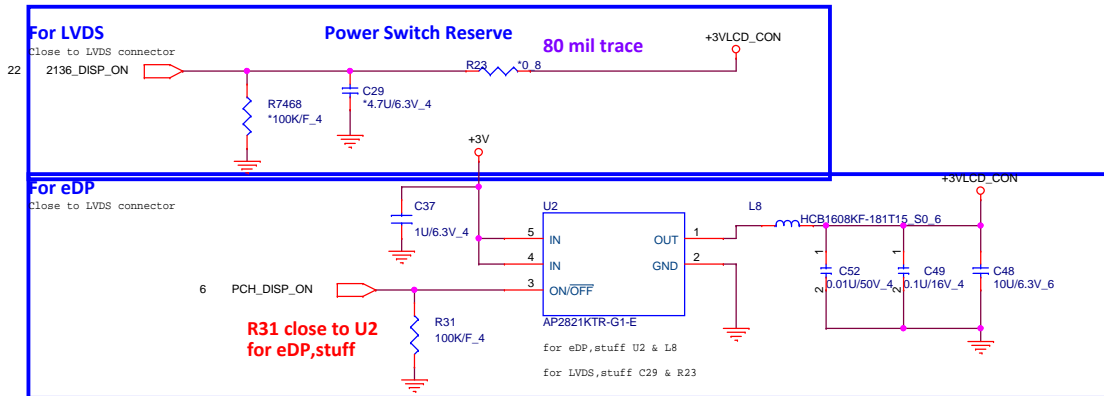 For LVDS
Power Switch Reserve
80 mil trace
+3VLCD_CON
Close to LVDS connector
22 2136_DISP_ON
R23 *0_8
C29
*4.7U/6.3V_4
R7468
*100K/F_4
+3V
For eDP
Close to LVDS connector
+3VLCD_CON
C37
1U/6.3V_4
U2
L8
HCB1608KF-181T15_S0_6
5 IN
OUT 1
4 IN
GND 2
3 ON/OFF
AP2821KTR-G1-E
6 PCH_DISP_ON
1
C52
0.01U/50V_4
2
1
C49
0.1U/16V_4
2
C48
10U/6.3V_6
R31 close to U2
for eDP,stuff
R31
100K/F_4
for eDP,stuff U2 & L8
for LVDS,stuff C29 & R23